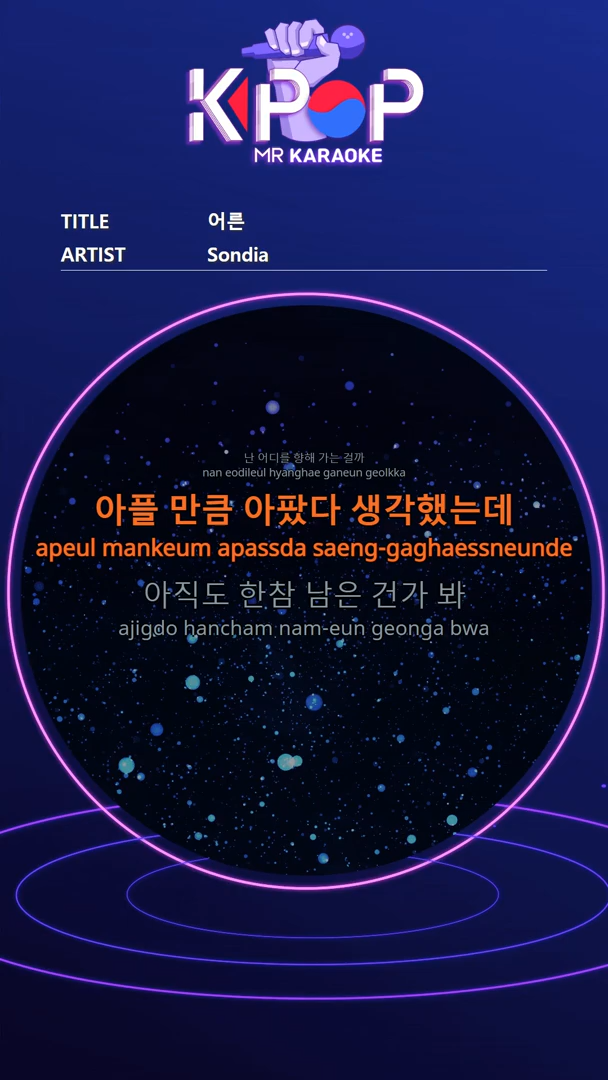 KPOP
MR KARAOKE
TITLE 어른
ARTIST Sondia
난 어디를 향해 가는 걸까
nan eodileul hyanghae ganeun geolkka
아플 만큼 아팠다 생각했는데
apeul mankeum apassda saeng-gaghaessneunde
아직도 한참 남은 건가 봐
ajigdo hancham nam-eun geonga bwa